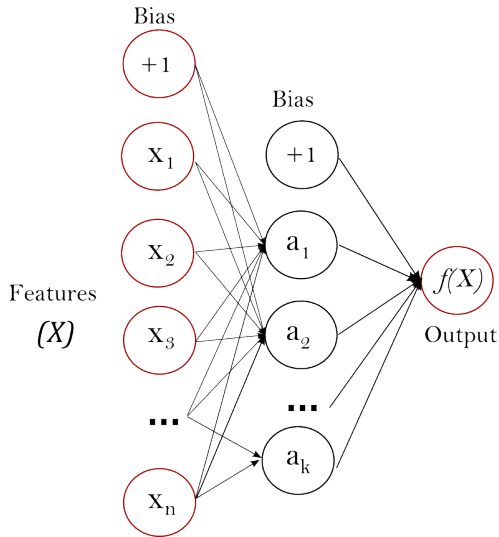 Bias
+1
x₁
x₂
x₃
...
xₙ
Features
(X)
Bias
+1
a₁
a₂
...
aₖ
f(X)
Output